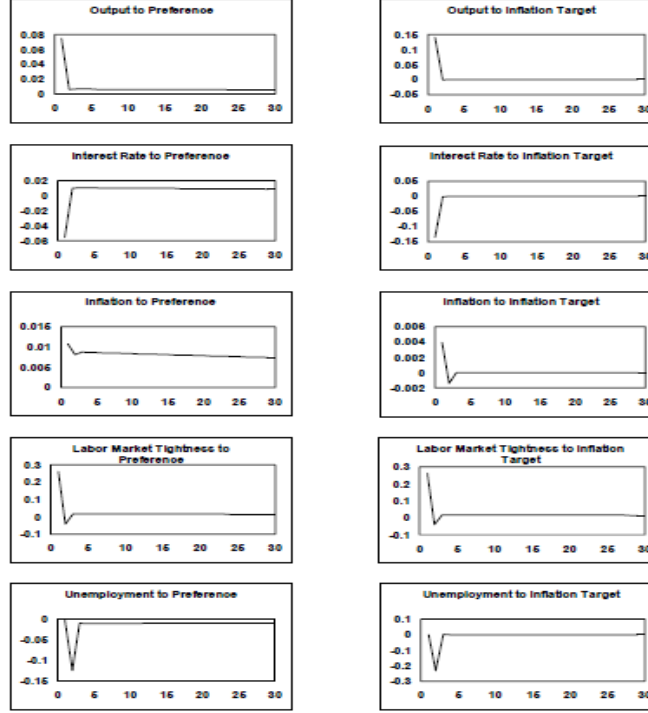 Output to Preference
0.08
0.06
0.04
0.02
0
0 5 10 15 20 25 30
Output to Inflation Target
0.15
0.1
0.05
0
-0.05
0 5 10 15 20 25 30
Interest Rate to Preference
0.02
0
-0.02
-0.04
-0.06
0 5 10 15 20 25 30
Interest Rate to Inflation Target
0.05
0
-0.05
-0.1
-0.15
0 5 10 15 20 25 30
Inflation to Preference
0.015
0.01
0.005
0
0 5 10 15 20 25 30
Inflation to Inflation Target
0.006
0.004
0.002
0
-0.002
0 5 10 15 20 25 30
Labor Market Tightness to
Preference
0.3
0.2
0.1
0
-0.1
0 5 10 15 20 25 30
Labor Market Tightness to Inflation
Target
0.3
0.2
0.1
0
-0.1
0 5 10 15 20 25 30
Unemployment to Preference
0
-0.05
-0.1
-0.15
0 5 10 15 20 25 30
Unemployment to Inflation Target
0.1
0
-0.1
-0.2
-0.3
0 5 10 15 20 25 30